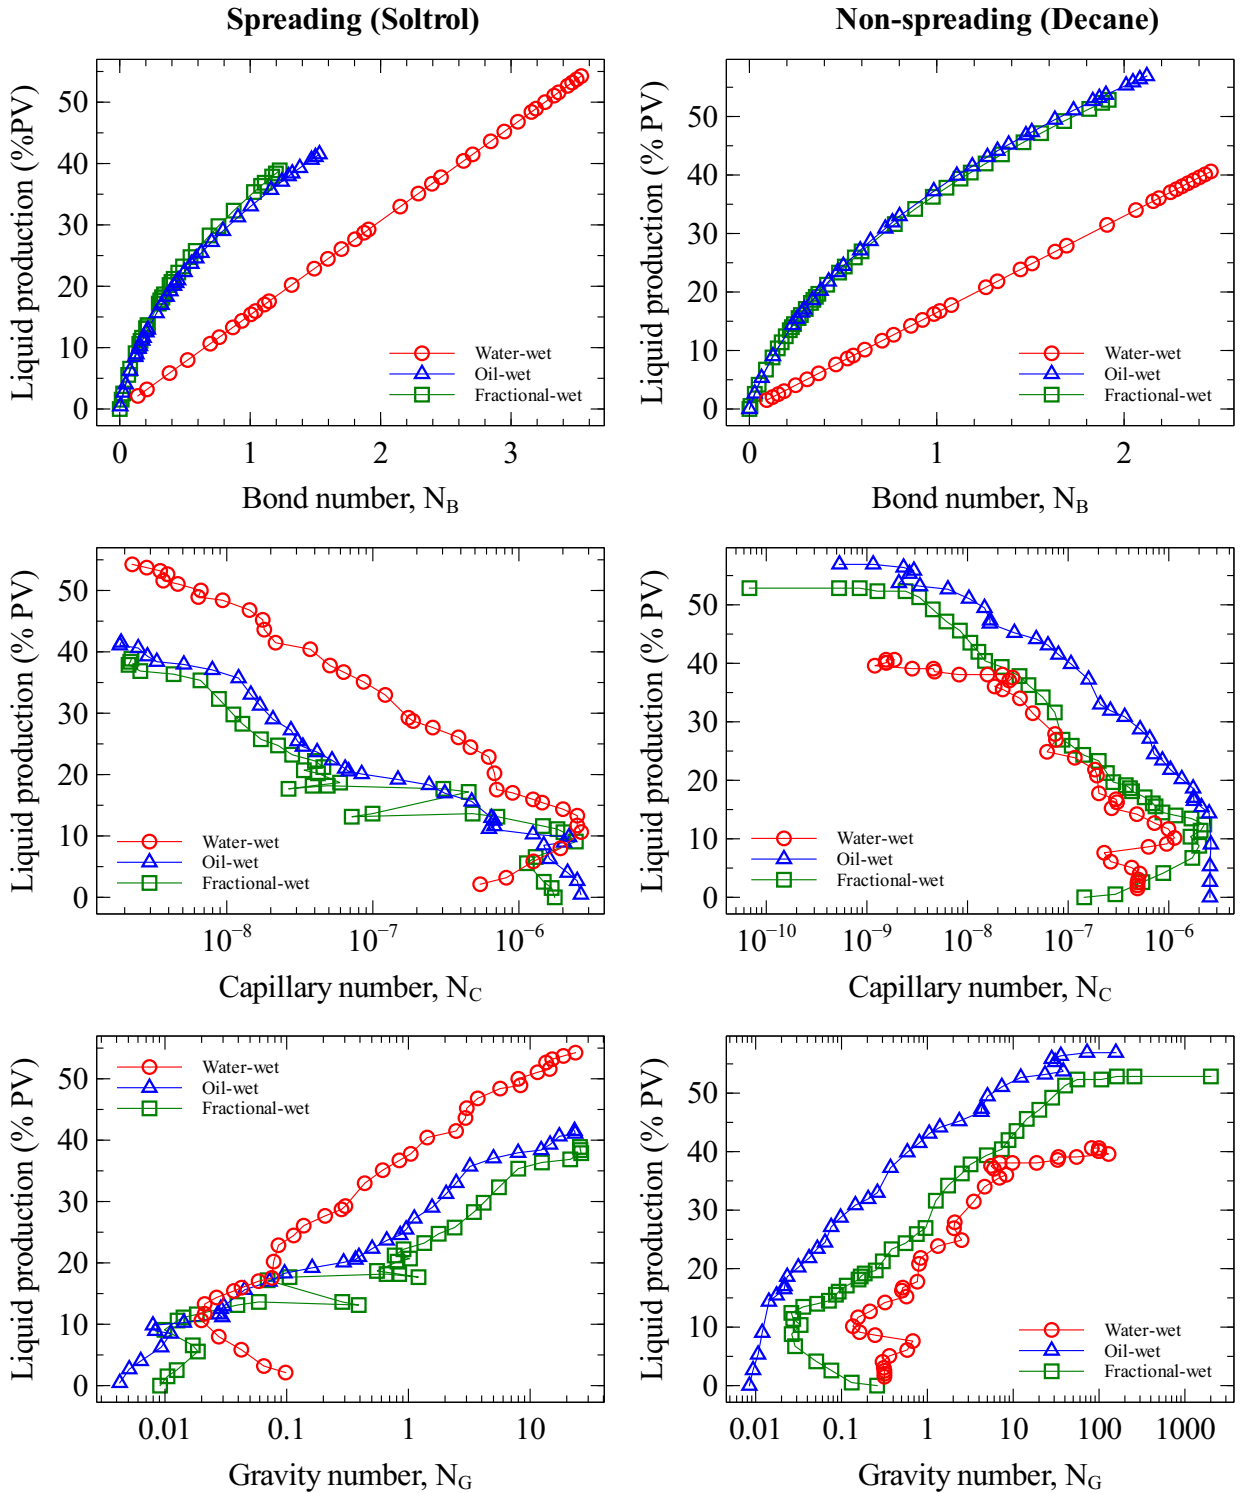 Spreading (Soltrol)
Non-spreading (Decane)
Liquid production (%PV)
50
40
30
20
10
0
Water-wet
Oil-wet
Fractional-wet
0 1 2 3
Bond number, N_B
Liquid production (% PV)
50
40
30
20
10
0
Water-wet
Oil-wet
Fractional-wet
0 1 2
Bond number, N_B
Liquid production (% PV)
50
40
30
20
10
0
Water-wet
Oil-wet
Fractional-wet
10⁻⁸ 10⁻⁷ 10⁻⁶
Capillary number, N_C
Liquid production (% PV)
50
40
30
20
10
0
Water-wet
Oil-wet
Fractional-wet
10⁻¹⁰ 10⁻⁹ 10⁻⁸ 10⁻⁷ 10⁻⁶
Capillary number, N_C
Liquid production (% PV)
Water-wet
Oil-wet
Fractional-wet
50
40
30
20
10
0
0.01 0.1 1 10
Gravity number, N_G
Liquid production (% PV)
50
40
30
20
10
0
Water-wet
Oil-wet
Fractional-wet
0.01 0.1 1 10 100 1000
Gravity number, N_G